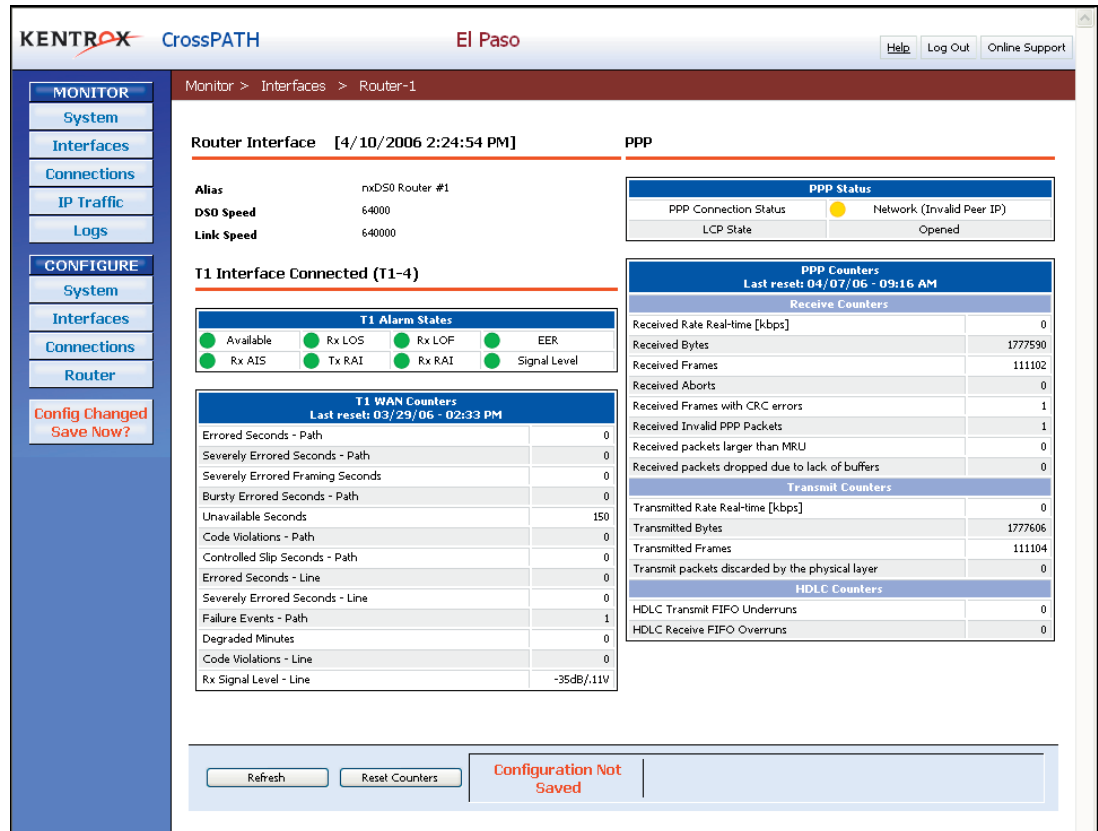 KENTROX CrossPATH El Paso
Help Log Out Online Support
MONITOR
System
Interfaces
Connections
IP Traffic
Logs
CONFIGURE
System
Interfaces
Connections
Router
Config Changed
Save Now?
Monitor > Interfaces > Router-1
Router Interface [4/10/2006 2:24:54 PM]
Alias nxDS0 Router #1
DS0 Speed 64000
Link Speed 640000
T1 Interface Connected (T1-4)
T1 Alarm States
Available Rx LOS Rx LOF EER
Rx AIS Tx RAI Rx RAI Signal Level
T1 WAN Counters
Last reset: 03/29/06 - 02:33 PM
Errored Seconds - Path 0
Severely Errored Seconds - Path 0
Severely Errored Framing Seconds 0
Bursty Errored Seconds - Path 0
Unavailable Seconds 150
Code Violations - Path 0
Controlled Slip Seconds - Path 0
Errored Seconds - Line 0
Severely Errored Seconds - Line 0
Failure Events - Path 1
Degraded Minutes 0
Code Violations - Line 0
Rx Signal Level - Line -35dB/.11V
PPP
PPP Status
PPP Connection Status Network (Invalid Peer IP)
LCP State Opened
PPP Counters
Last reset: 04/07/06 - 09:16 AM
Receive Counters
Received Rate Real-time [kbps] 0
Received Bytes 1777590
Received Frames 111102
Received Aborts 0
Received Frames with CRC errors 1
Received Invalid PPP Packets 1
Received packets larger than MRU 0
Received packets dropped due to lack of buffers 0
Transmit Counters
Transmitted Rate Real-time [kbps] 0
Transmitted Bytes 1777606
Transmitted Frames 111104
Transmit packets discarded by the physical layer 0
HDLC Counters
HDLC Transmit FIFO Underruns 0
HDLC Receive FIFO Overruns 0
Refresh Reset Counters
Configuration Not
Saved